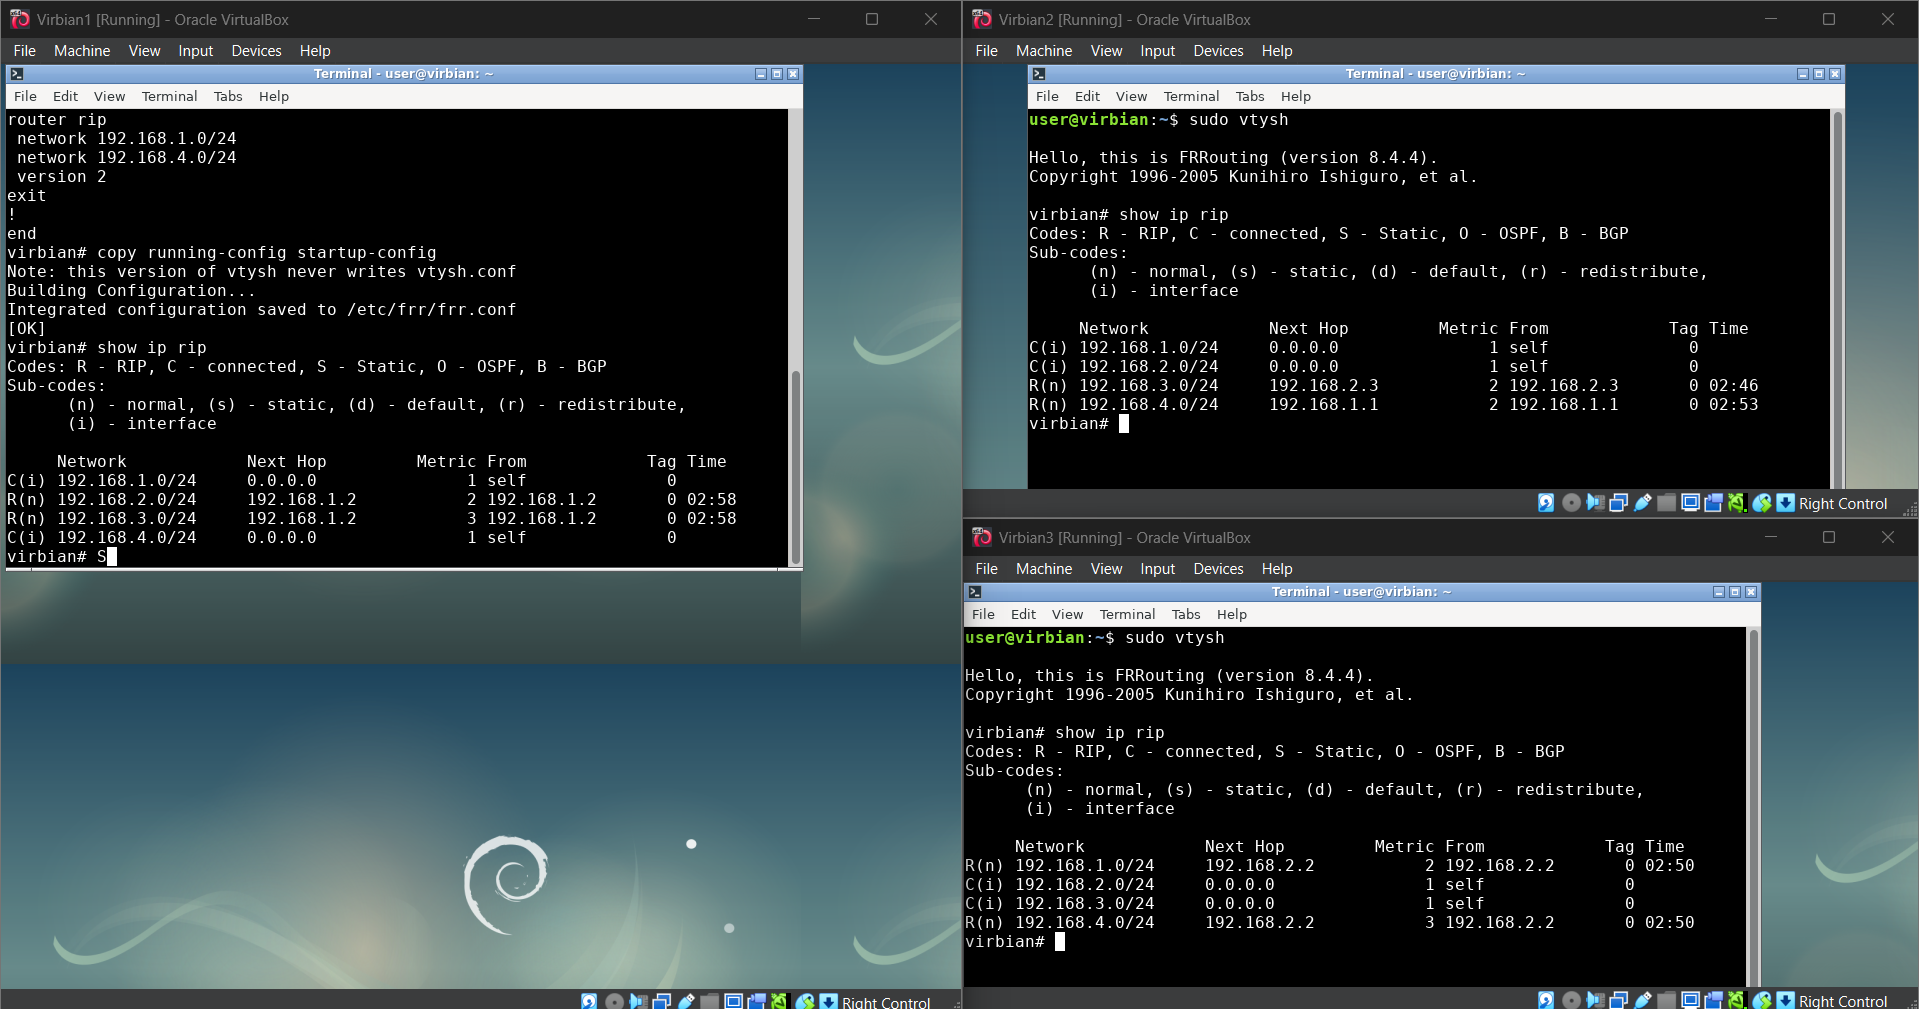 Virbian1 [Running] - Oracle VirtualBox
File Machine View Input Devices Help
Terminal - user@virbian: ~
File Edit View Terminal Tabs Help
router rip
 network 192.168.1.0/24
 network 192.168.4.0/24
 version 2
exit
!
end
virbian# copy running-config startup-config
Note: this version of vtysh never writes vtysh.conf
Building Configuration...
Integrated configuration saved to /etc/frr/frr.conf
[OK]
virbian# show ip rip
Codes: R - RIP, C - connected, S - Static, O - OSPF, B - BGP
Sub-codes:
      (n) - normal, (s) - static, (d) - default, (r) - redistribute,
      (i) - interface
     Network            Next Hop         Metric From                Tag Time
C(i) 192.168.1.0/24     0.0.0.0               1 self                  0
R(n) 192.168.2.0/24     192.168.1.2           2 192.168.1.2           0 02:58
R(n) 192.168.3.0/24     192.168.1.2           3 192.168.1.2           0 02:58
C(i) 192.168.4.0/24     0.0.0.0               1 self                  0
virbian# S
Right Control
Virbian2 [Running] - Oracle VirtualBox
File Machine View Input Devices Help
Terminal - user@virbian: ~
File Edit View Terminal Tabs Help
user@virbian:~$ sudo vtysh
Hello, this is FRRouting (version 8.4.4).
Copyright 1996-2005 Kunihiro Ishiguro, et al.
virbian# show ip rip
Codes: R - RIP, C - connected, S - Static, O - OSPF, B - BGP
Sub-codes:
      (n) - normal, (s) - static, (d) - default, (r) - redistribute,
      (i) - interface
     Network            Next Hop         Metric From                Tag Time
C(i) 192.168.1.0/24     0.0.0.0               1 self                  0
C(i) 192.168.2.0/24     0.0.0.0               1 self                  0
R(n) 192.168.3.0/24     192.168.2.3           2 192.168.2.3           0 02:46
R(n) 192.168.4.0/24     192.168.1.1           2 192.168.1.1           0 02:53
virbian#
Right Control
Virbian3 [Running] - Oracle VirtualBox
File Machine View Input Devices Help
Terminal - user@virbian: ~
File Edit View Terminal Tabs Help
user@virbian:~$ sudo vtysh
Hello, this is FRRouting (version 8.4.4).
Copyright 1996-2005 Kunihiro Ishiguro, et al.
virbian# show ip rip
Codes: R - RIP, C - connected, S - Static, O - OSPF, B - BGP
Sub-codes:
      (n) - normal, (s) - static, (d) - default, (r) - redistribute,
      (i) - interface
     Network            Next Hop         Metric From                Tag Time
R(n) 192.168.1.0/24     192.168.2.2           2 192.168.2.2           0 02:50
C(i) 192.168.2.0/24     0.0.0.0               1 self                  0
C(i) 192.168.3.0/24     0.0.0.0               1 self                  0
R(n) 192.168.4.0/24     192.168.2.2           3 192.168.2.2           0 02:50
virbian#
Right Control